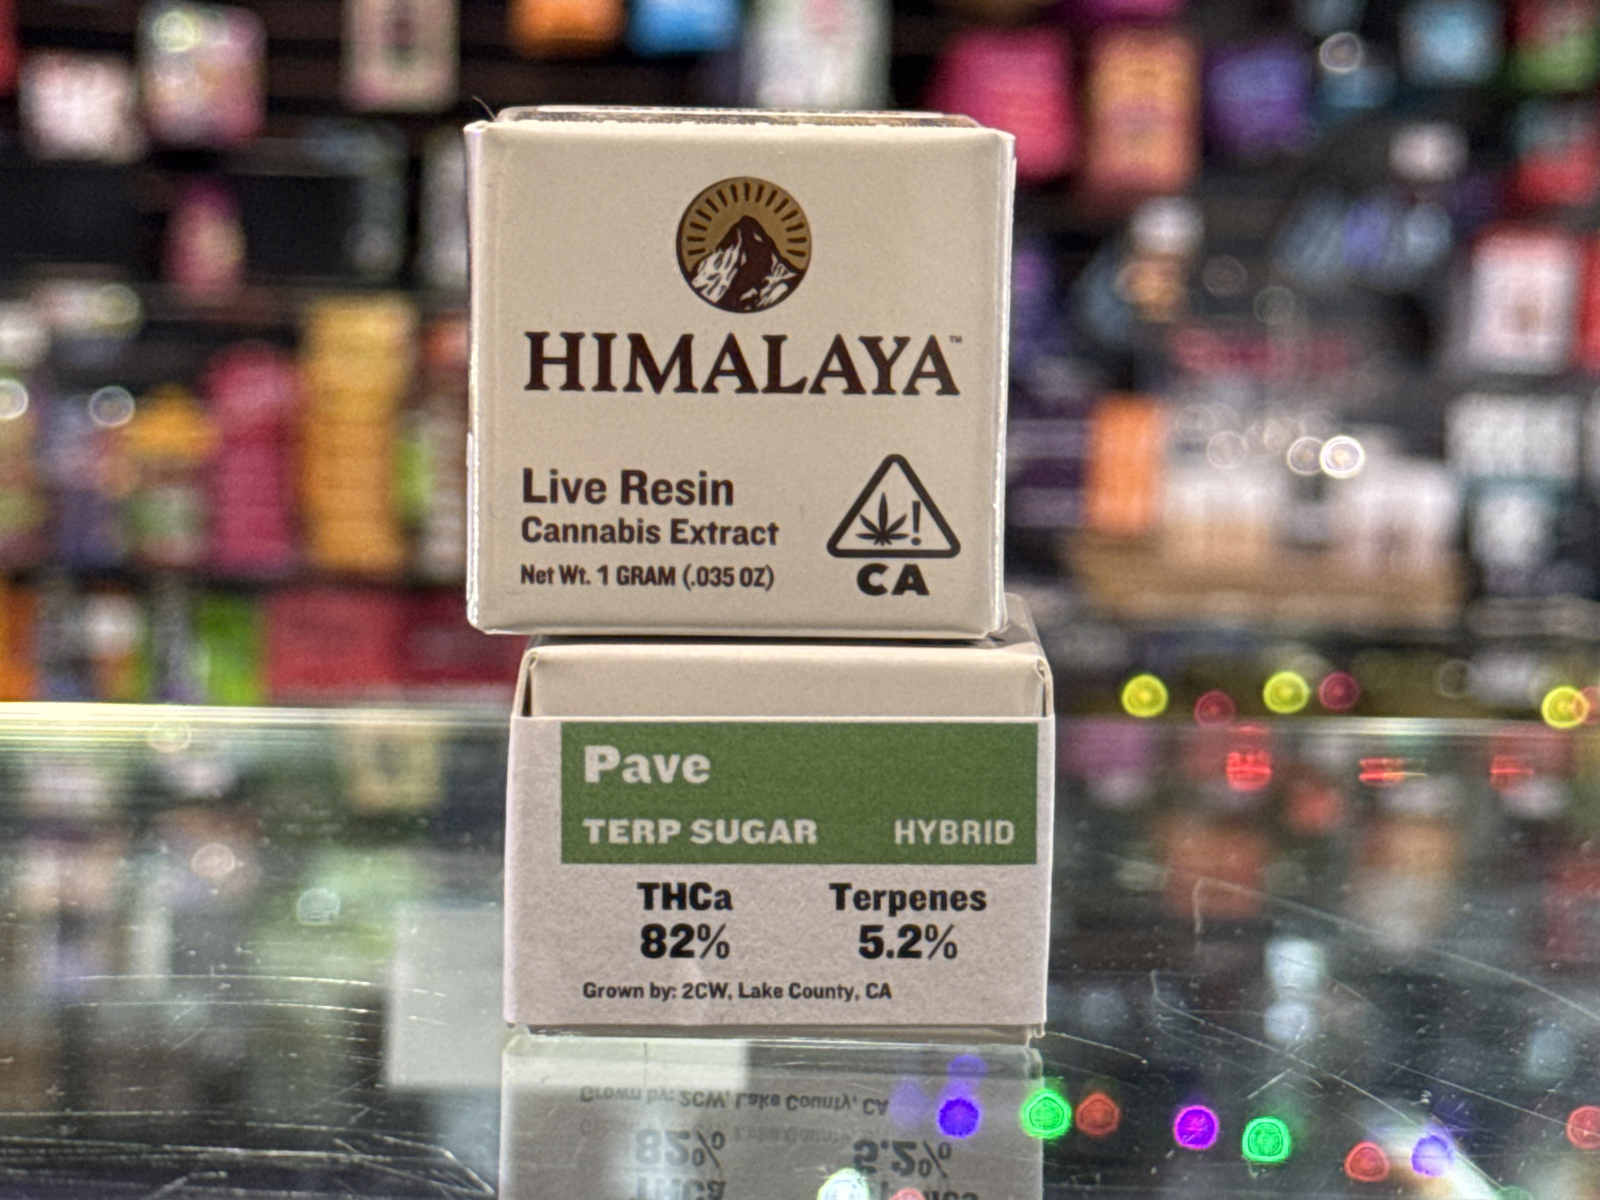 HIMALAYA™
Live Resin
Cannabis Extract
Net Wt. 1 GRAM (.035 OZ)
!
CA
Pave
TERP SUGAR HYBRID
THCa Terpenes
82% 5.2%
Grown by: 2CW, Lake County, CA